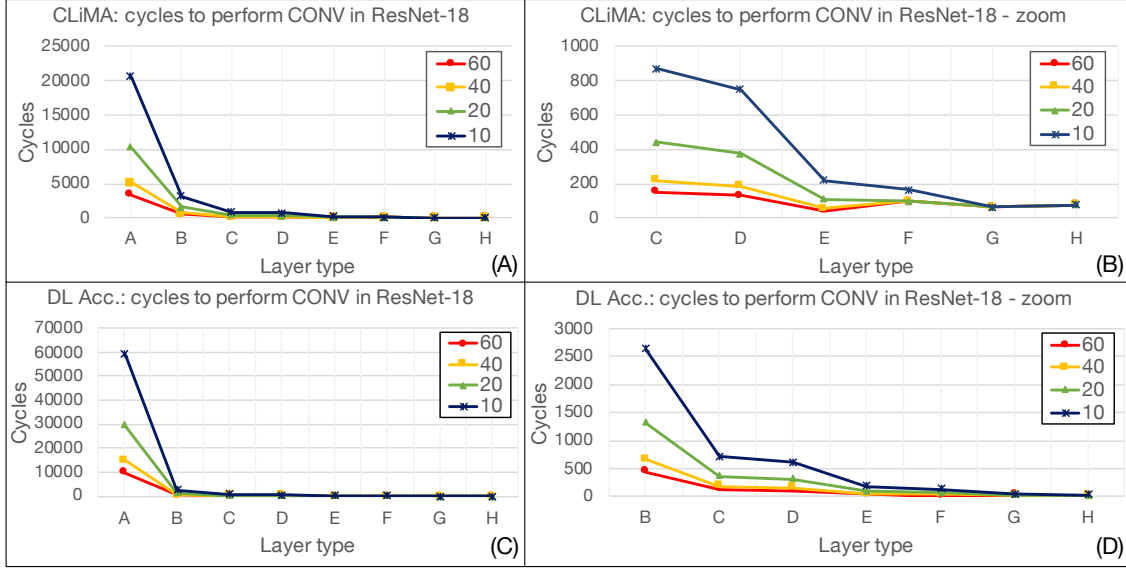 CLiMA: cycles to perform CONV in ResNet-18
25000
20000
15000
10000
5000
0
Cycles
60
40
20
10
A B C D E F G H
Layer type
(A)
CLiMA: cycles to perform CONV in ResNet-18 - zoom
1000
800
600
400
200
0
Cycles
60
40
20
10
C D E F G H
Layer type
(B)
DL Acc.: cycles to perform CONV in ResNet-18
70000
60000
50000
40000
30000
20000
10000
0
Cycles
60
40
20
10
A B C D E F G H
Layer type
(C)
DL Acc.: cycles to perform CONV in ResNet-18 - zoom
3000
2500
2000
1500
1000
500
0
Cycles
60
40
20
10
B C D E F G H
Layer type
(D)